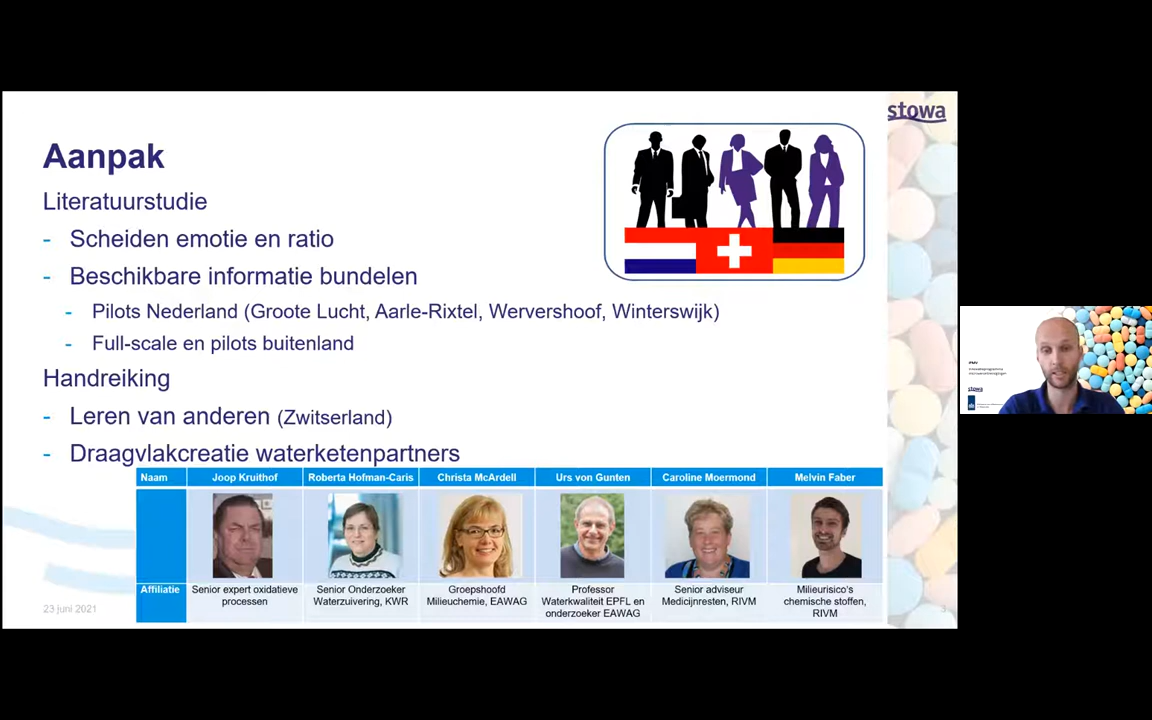 stowa
Aanpak
Literatuurstudie
- Scheiden emotie en ratio
- Beschikbare informatie bundelen
- Pilots Nederland (Groote Lucht, Aarle-Rixtel, Wervershoof, Winterswijk)
- Full-scale en pilots buitenland
Handreiking
- Leren van anderen (Zwitserland)
- Draagvlakcreatie waterketenpartners
Naam Joop Kruithof Roberta Hofman-Caris Christa McArdell Urs von Gunten Caroline Moermond Melvin Faber
Affiliatie Senior expert oxidatieve processen Senior Onderzoeker Waterzuivering, KWR Groepshoofd Milieuchemie, EAWAG Professor Waterkwaliteit EPFL en onderzoeker EAWAG Senior adviseur Medicijnresten, RIVM Milieurisico's chemische stoffen, RIVM
23 juni 2021
3
stowa